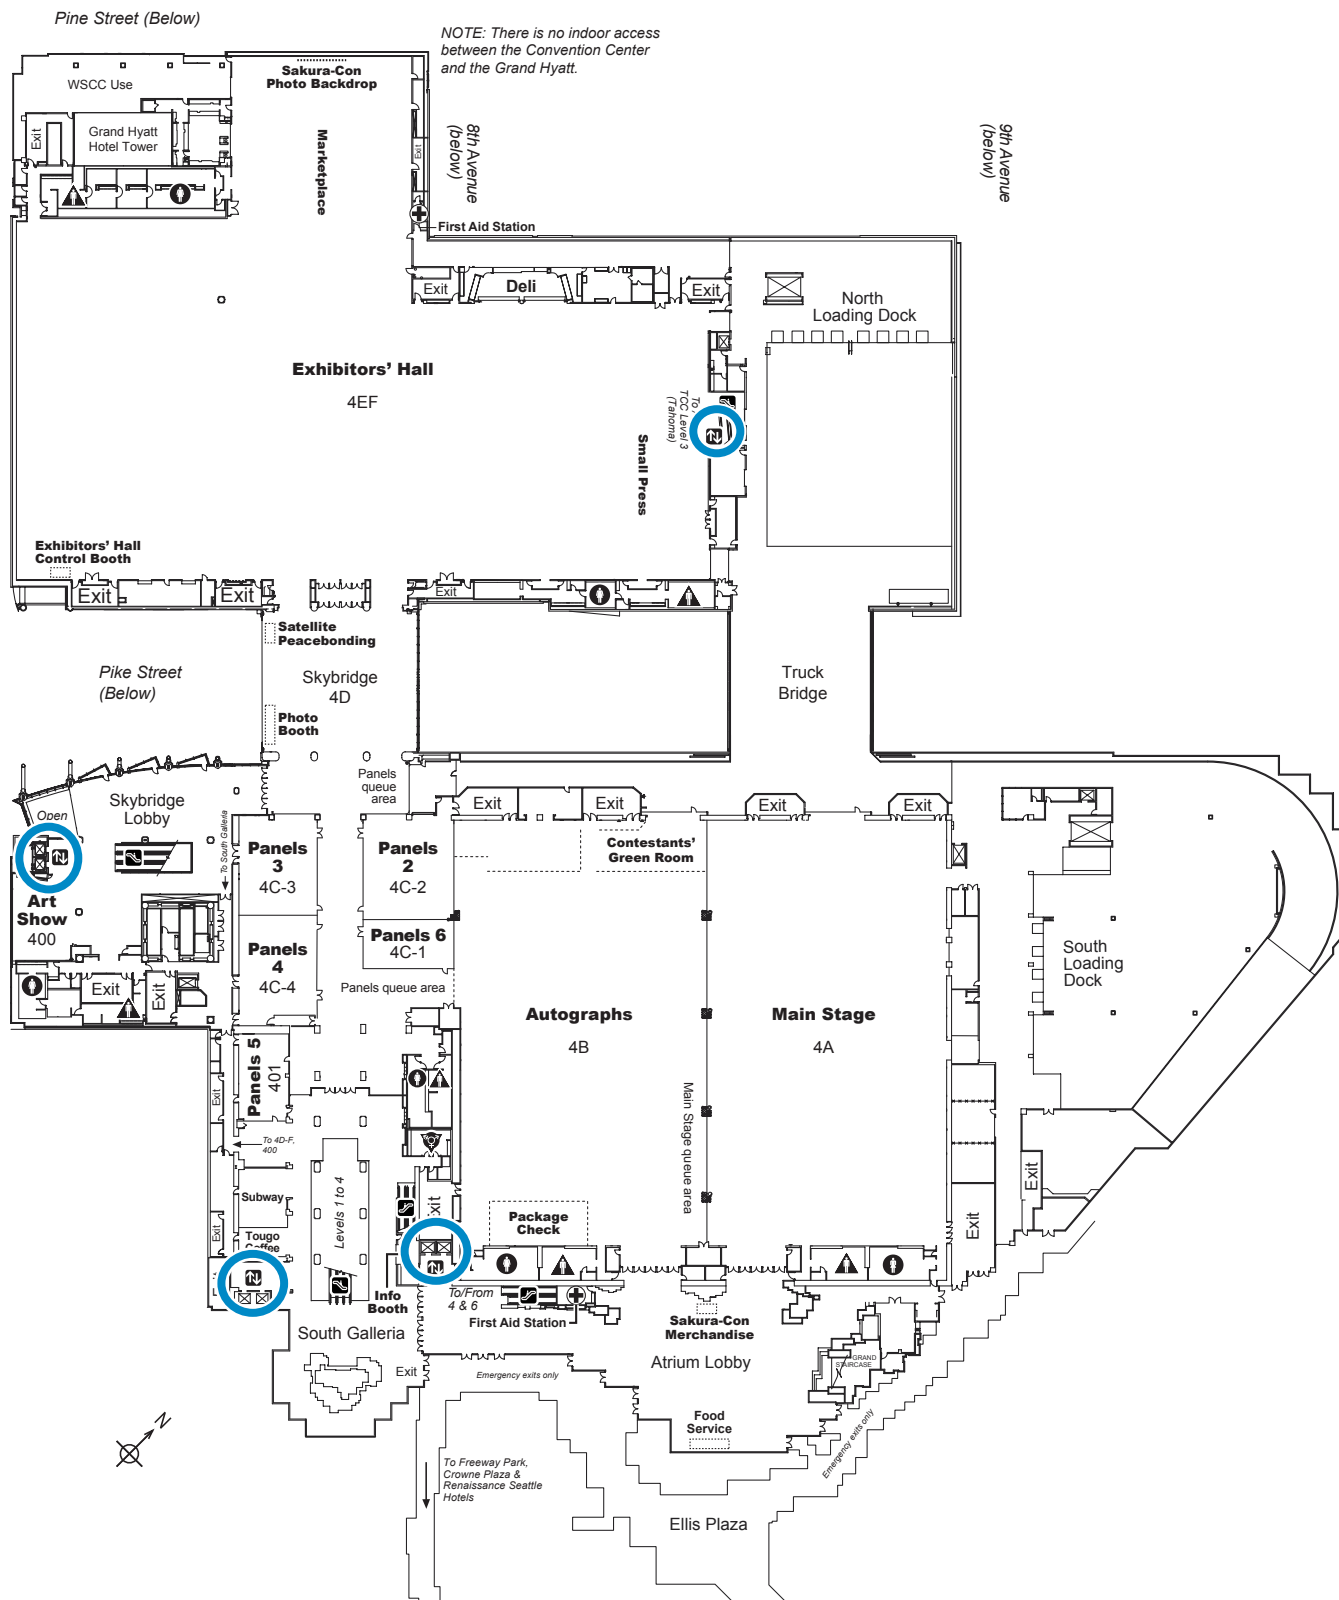 Pine Street (Below)
NOTE: There is no indoor access
between the Convention Center
and the Grand Hyatt.
WSCC Use
Sakura-Con
Photo Backdrop
Exit
Grand Hyatt
Hotel Tower
Marketplace
Exit
8th Avenue
(below)
9th Avenue
(below)
First Aid Station
Exit
Deli
Exit
North
Loading Dock
Exhibitors' Hall
4EF
To
TCC Level 3
(Tahoma)
Small Press
Exhibitors' Hall
Control Booth
Exit
Exit
Exit
Satellite
Peacebonding
Pike Street
(Below)
Skybridge
4D
Truck
Bridge
Photo
Booth
Panels
queue
area
Skybridge
Lobby
Open
To South Galleria
Exit
Exit
Exit
Exit
Panels
3
4C-3
Panels
2
4C-2
Contestants'
Green Room
Art
Show
400
Panels
4
4C-4
Panels 6
4C-1
South
Loading
Dock
Exit
Exit
Panels queue area
Autographs
4B
Main Stage
4A
Panels 5
401
Exit
Main Stage queue area
To 4D-F,
400
Subway
Levels 1 to 4
Exit
Exit
Exit
Exit
Package
Check
Tougo
Coffee
Info
Booth
To/From
4 & 6
First Aid Station
Sakura-Con
Merchandise
South Galleria
Atrium Lobby
GRAND
STAIRCASE
Exit
Emergency exits only
Food
Service
Emergency exits only
N
To Freeway Park,
Crowne Plaza &
Renaissance Seattle
Hotels
Ellis Plaza